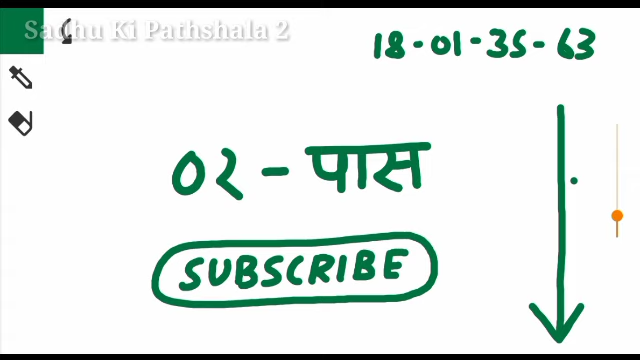 Sadhu Ki Pathshala 2
18-01-35-63
०२ - पास
SUBSCRIBE